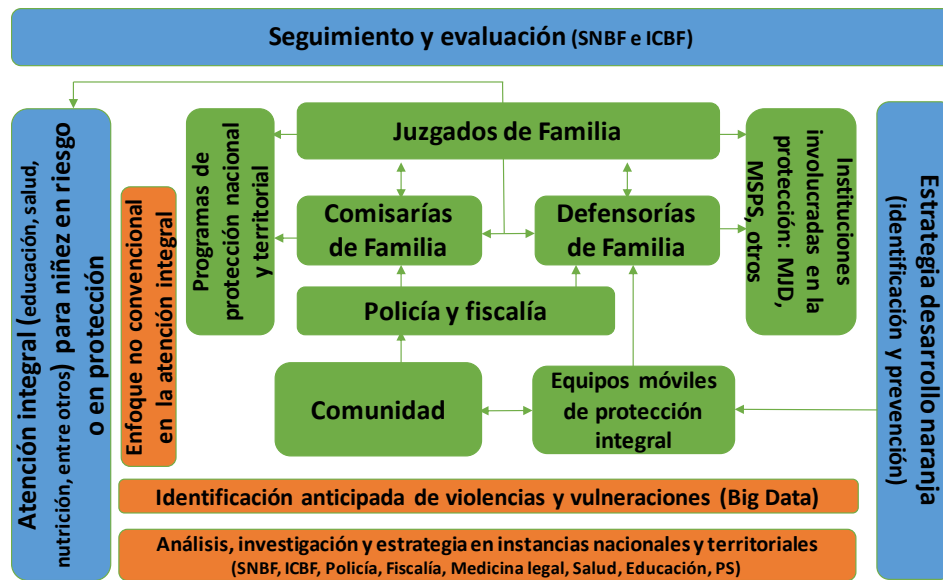 Seguimiento y evaluación (SNBF e ICBF)
Atención integral (educación, salud,
nutrición, entre otros) para niñez en riesgo
o en protección
Enfoque no convencional
en la atención integral
Programas de
protección nacional
y territorial
Juzgados de Familia
Comisarías
de Familia
Defensorías
de Familia
Policía y fiscalía
Comunidad
Equipos móviles
de protección
integral
Instituciones
involucradas en la
protección: MJD,
MSPS, otros
Estrategia desarrollo naranja
(identificación y prevención)
Identificación anticipada de violencias y vulneraciones (Big Data)
Análisis, investigación y estrategia en instancias nacionales y territoriales
(SNBF, ICBF, Policía, Fiscalía, Medicina legal, Salud, Educación, PS)